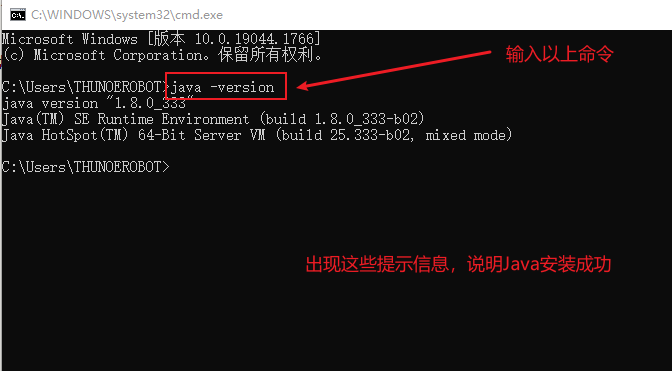 C:\WINDOWS\system32\cmd.exe
Microsoft Windows [版本 10.0.19044.1766]
(c) Microsoft Corporation。保留所有权利。
输入以上命令
C:\Users\THUNOEROBOT>java -version
java version "1.8.0_333"
Java(TM) SE Runtime Environment (build 1.8.0_333-b02)
Java HotSpot(TM) 64-Bit Server VM (build 25.333-b02, mixed mode)
C:\Users\THUNOEROBOT>
出现这些提示信息，说明Java安装成功